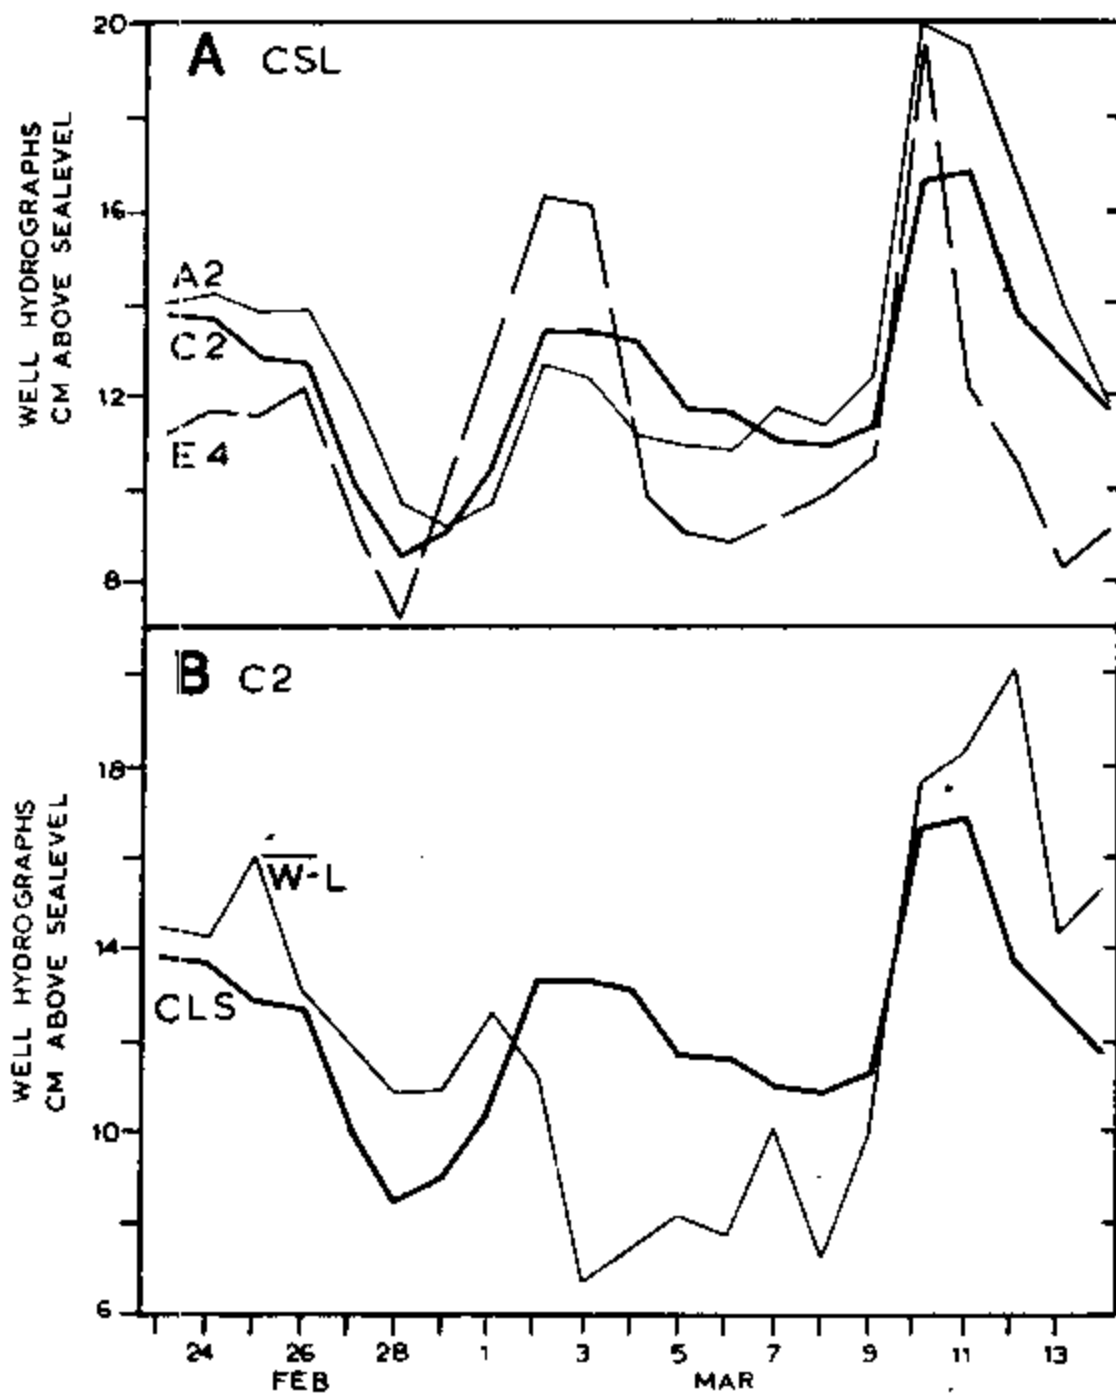 20
A CSL
WELL HYDROGRAPHS
CM ABOVE SEALEVEL
16
A2
C2
12
E4
8
B C2
18
WELL HYDROGRAPHS
CM ABOVE SEALEVEL
W-L
14
CLS
10
6
24 26 28 1 3 5 7 9 11 13
FEB MAR